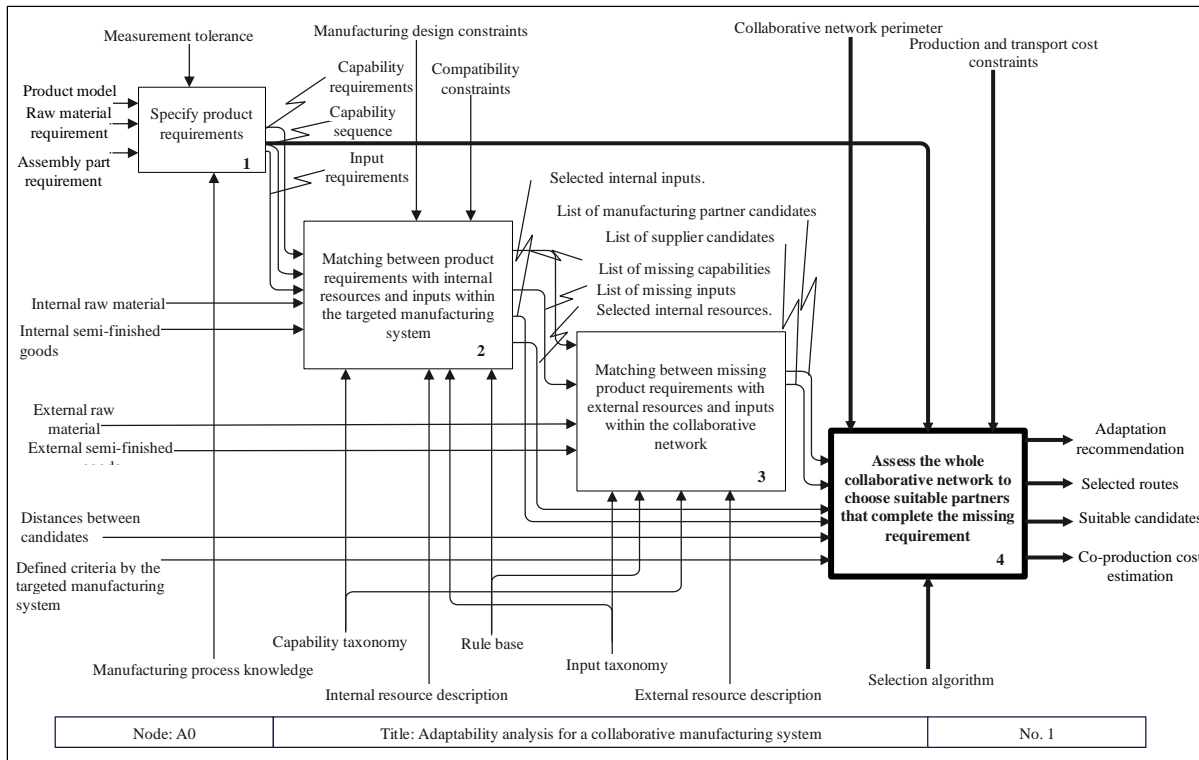 Measurement tolerance
Manufacturing design constraints
Collaborative network perimeter
Production and transport cost
constraints
Capability
requirements
Compatibility
constraints
Product model
Raw material
requirement
Assembly part
requirement
Specify product
requirements
1
Capability
sequence
Input
requirements
Selected internal inputs.
List of manufacturing partner candidates
List of supplier candidates
List of missing capabilities
List of missing inputs
Selected internal resources.
Matching between product
requirements with internal
resources and inputs within
the targeted manufacturing
system
2
Internal raw material
Internal semi-finished
goods
Matching between missing
product requirements with
external resources and inputs
within the collaborative
network
3
External raw
material
External semi-finished
Assess the whole
collaborative network to
choose suitable partners
that complete the missing
requirement
4
Adaptation
recommendation
Selected routes
Suitable candidates
Co-production cost
estimation
Distances between
candidates
Defined criteria by the
targeted manufacturing
system
Capability taxonomy
Rule base
Input taxonomy
Manufacturing process knowledge
Internal resource description
External resource description
Selection algorithm
Node: A0
Title: Adaptability analysis for a collaborative manufacturing system
No. 1